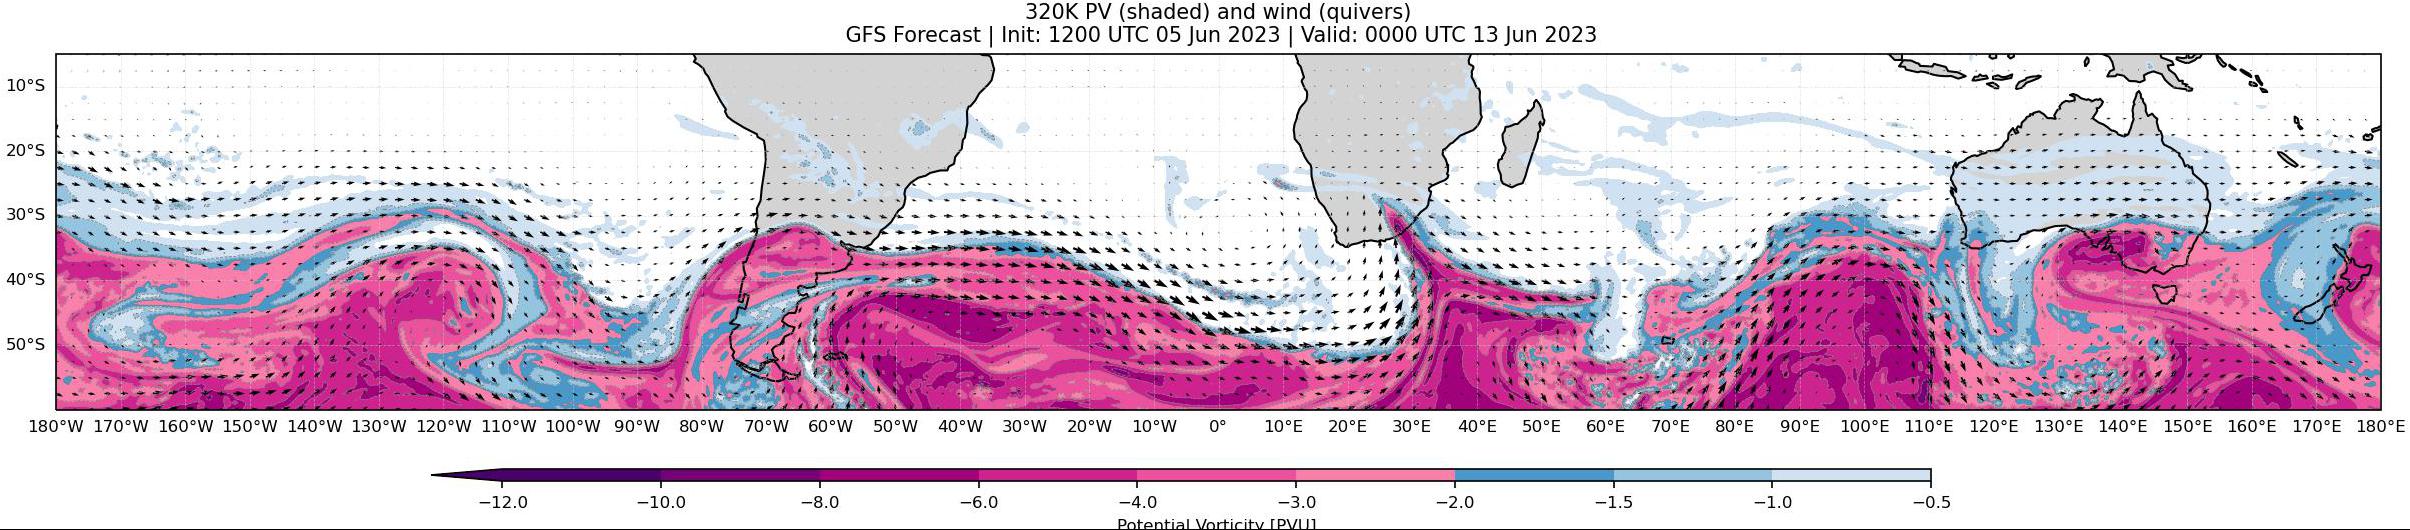 320K PV (shaded) and wind (quivers)
GFS Forecast | Init: 1200 UTC 05 Jun 2023 | Valid: 0000 UTC 13 Jun 2023
10°S
20°S
30°S
40°S
50°S
180°W 170°W 160°W 150°W 140°W 130°W 120°W 110°W 100°W 90°W 80°W 70°W 60°W 50°W 40°W 30°W 20°W 10°W 0° 10°E 20°E 30°E 40°E 50°E 60°E 70°E 80°E 90°E 100°E 110°E 120°E 130°E 140°E 150°E 160°E 170°E 180°E
−12.0 −10.0 −8.0 −6.0 −4.0 −3.0 −2.0 −1.5 −1.0 −0.5
Potential Vorticity [PVU]